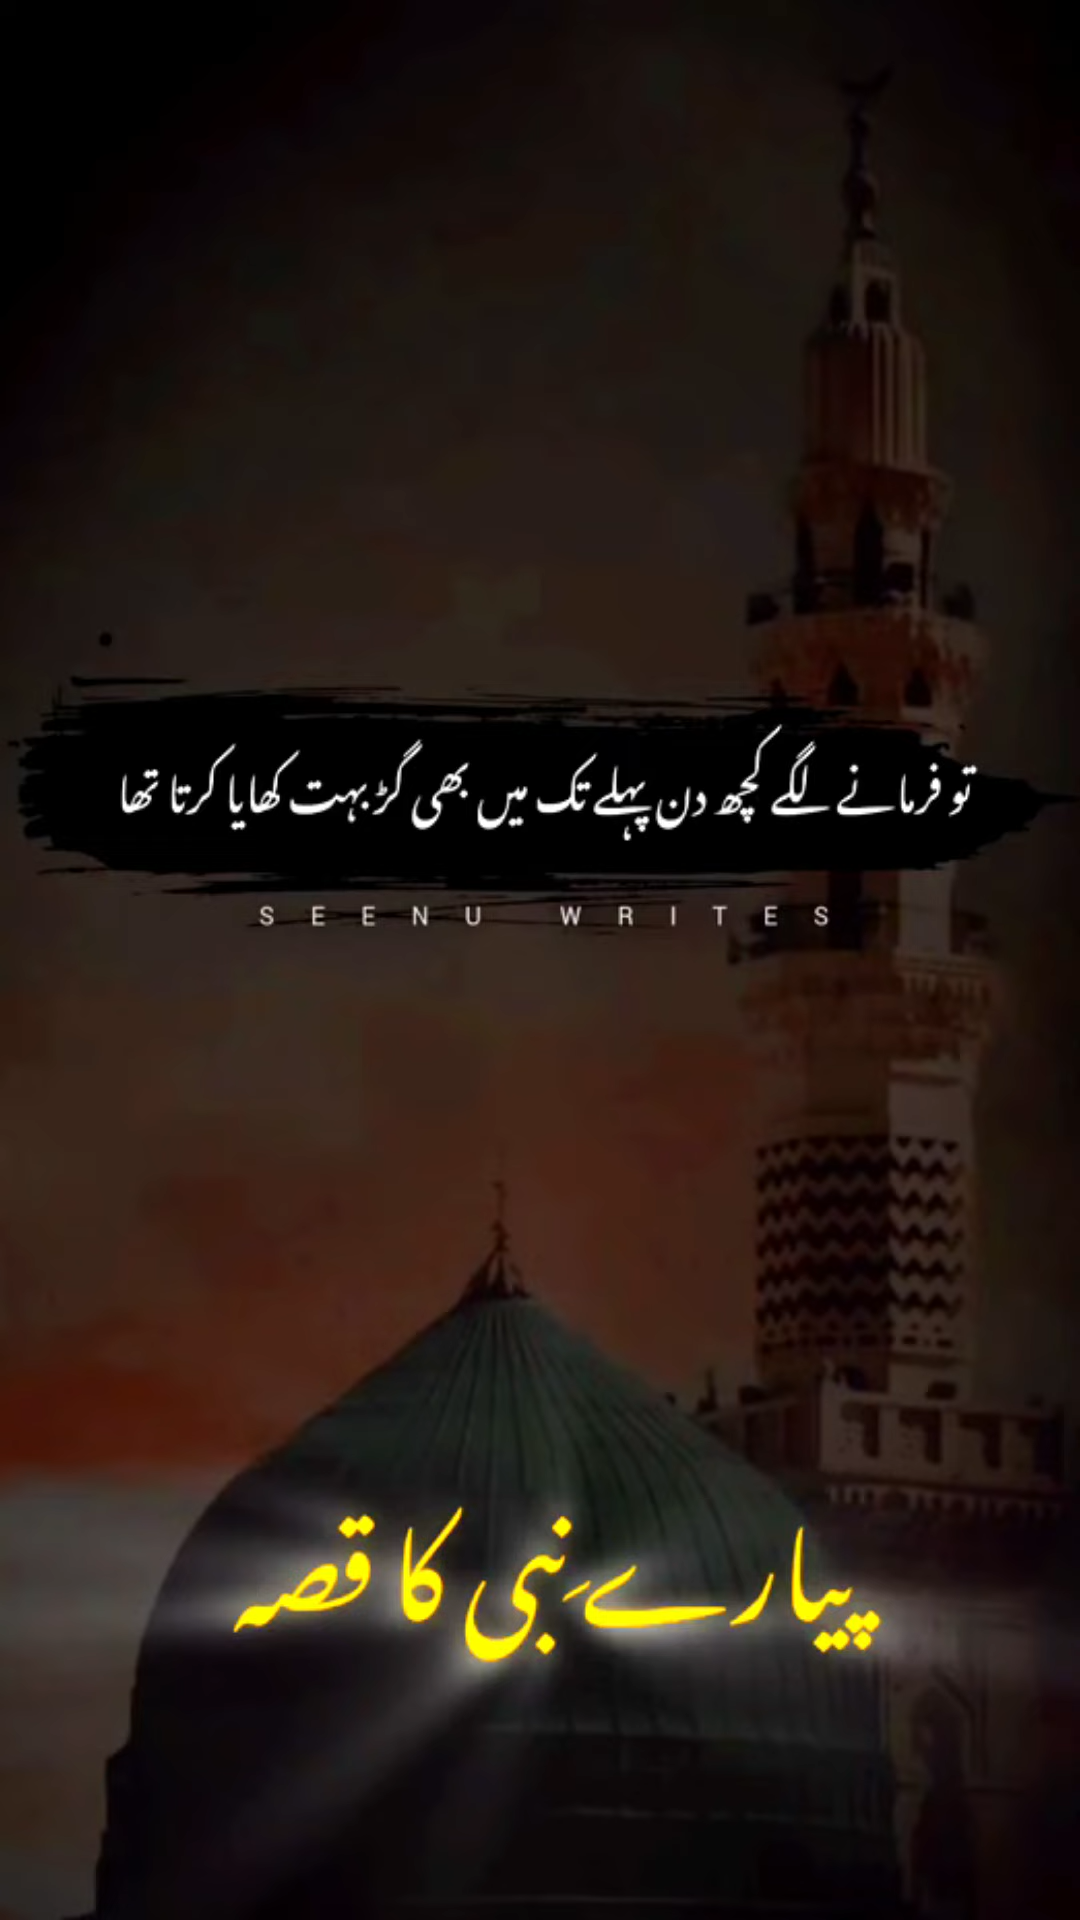 تو فرمانے لگے کچھ دن پہلے تک میں بھی گڑ بہت کھایا کرتا تھا
SEENU WRITES
پیارے نبی کا قصہ